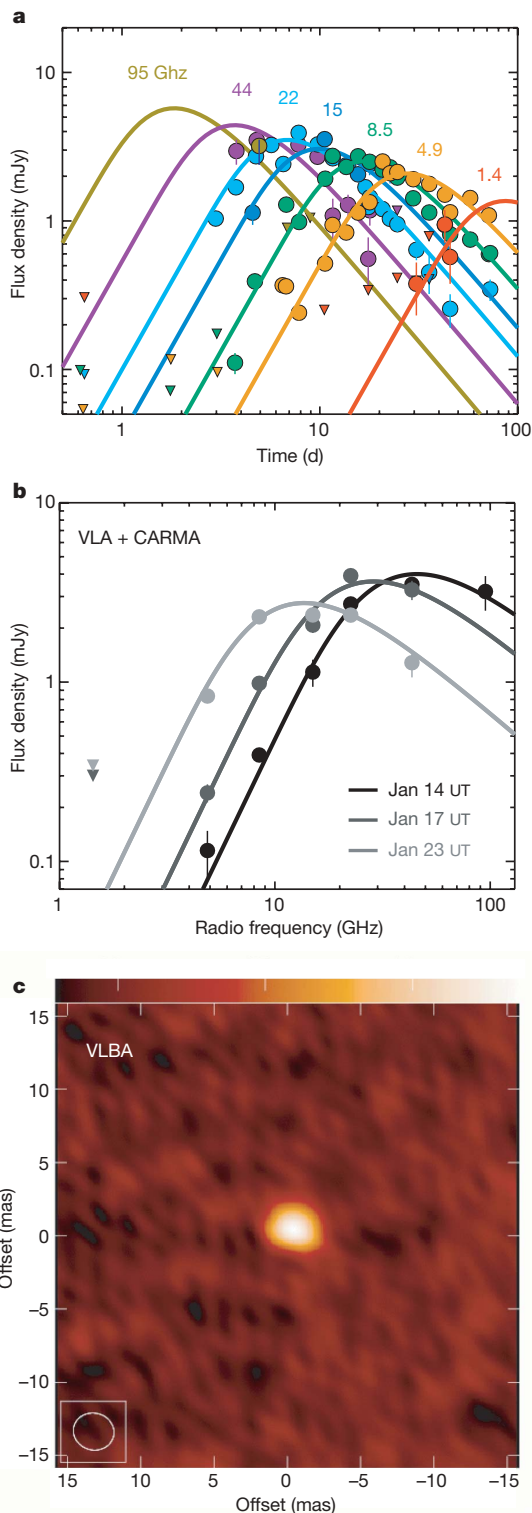 a
95 Ghz
44
22
15
8.5
4.9
1.4
10
1
0.1
Flux density (mJy)
1
10
100
Time (d)
b
VLA + CARMA
10
1
0.1
Flux density (mJy)
Jan 14 UT
Jan 17 UT
Jan 23 UT
1
10
100
Radio frequency (GHz)
c
VLBA
15
10
5
0
−5
−10
−15
Offset (mas)
15
10
5
0
−5
−10
−15
Offset (mas)